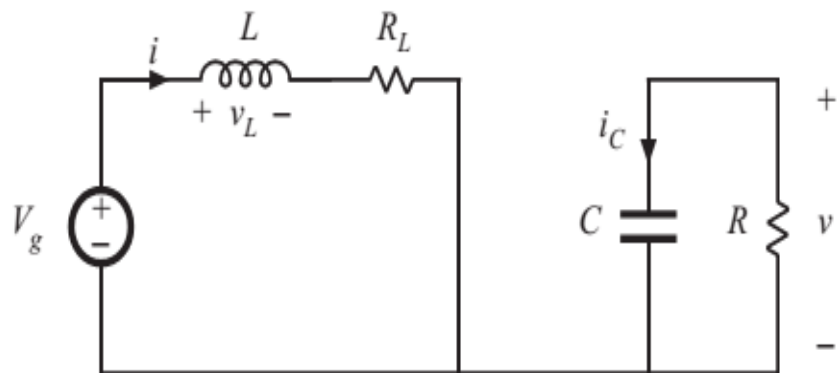 i L R_L
+ v_L −
i_C +
V_g + − C R v
−